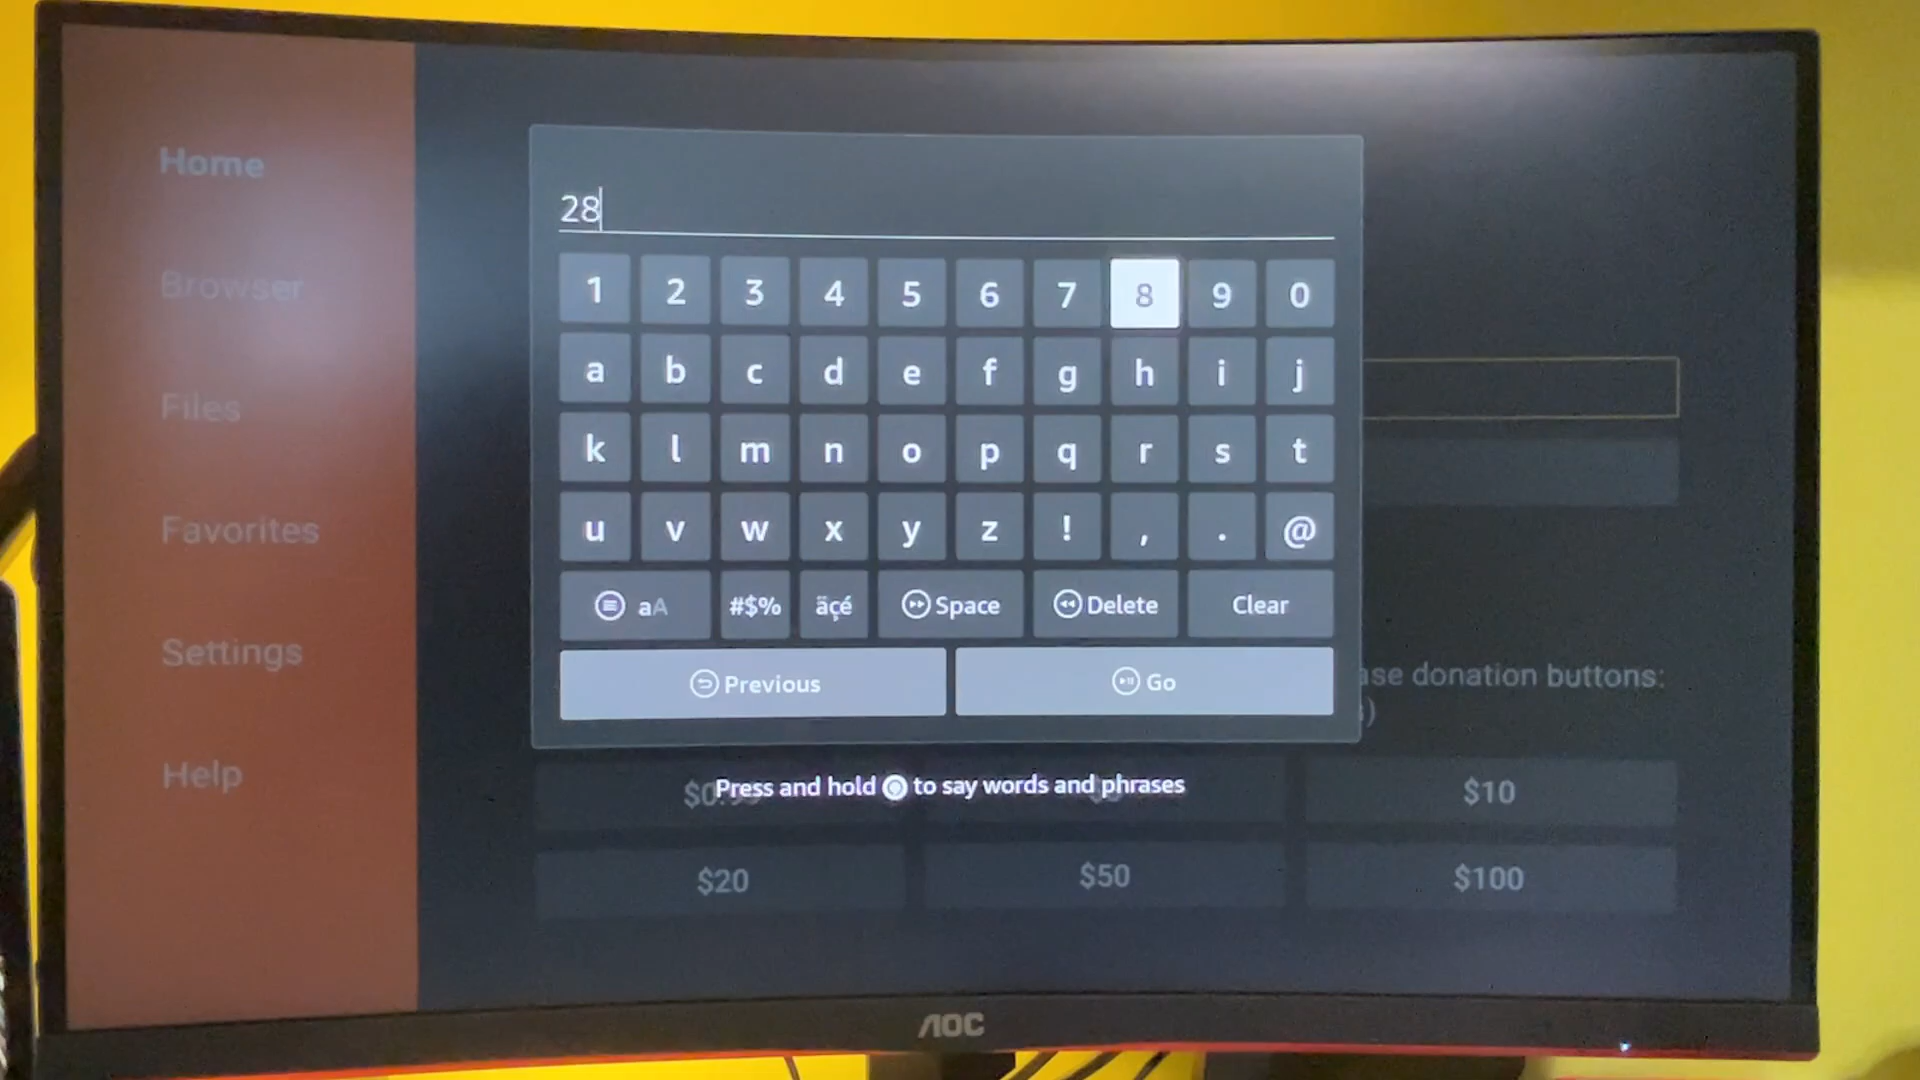 Home
Browser
Files
Favorites
Settings
Help
28
1 2 3 4 5 6 7 8 9 0
a b c d e f g h i j
k l m n o p q r s t
u v w x y z ! , . @
aA #$% äçé Space Delete Clear
Previous Go
Press and hold to say words and phrases
donation buttons:
$10
$20 $50 $100
AOC